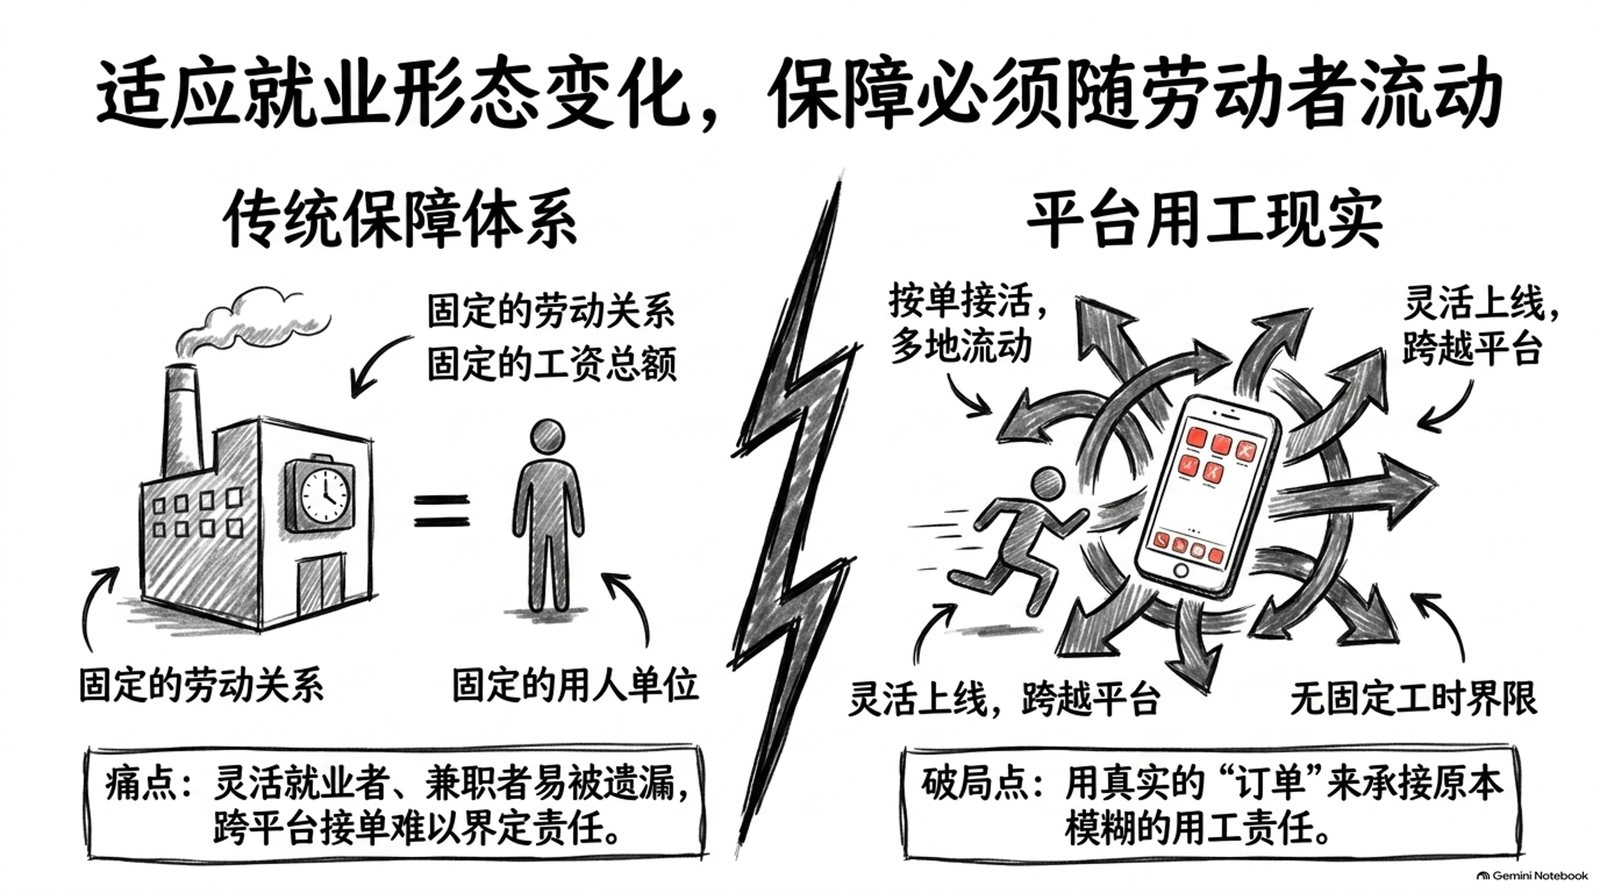 适应就业形态变化，保障必须随劳动者流动
传统保障体系
固定的劳动关系
固定的工资总额
固定的劳动关系
固定的用人单位
痛点：灵活就业者、兼职者易被遗漏，
跨平台接单难以界定责任。
平台用工现实
按单接活，
多地流动
灵活上线，
跨越平台
灵活上线，跨越平台
无固定工时界限
破局点：用真实的“订单”来承接原本
模糊的用工责任。
Gemini Notebook